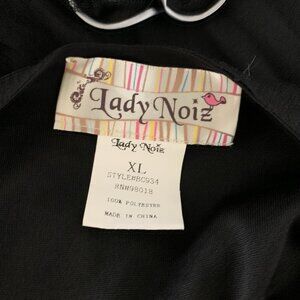 Lady Noiz
Lady Noiz
XL
STYLE#BC934
RN#98018
100% POLYESTER
MADE IN CHINA